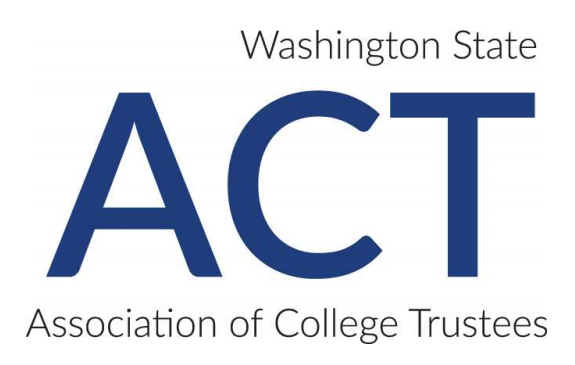 Washington State
ACT
Association of College Trustees